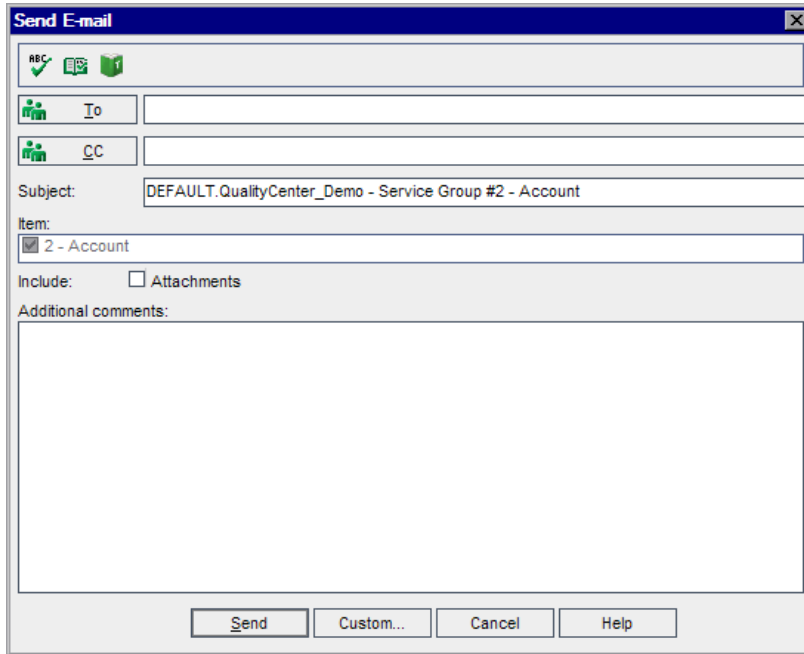 Send E-mail
ABC
To
CC
Subject: DEFAULT.QualityCenter_Demo - Service Group #2 - Account
Item:
2 - Account
Include: Attachments
Additional comments:
Send Custom... Cancel Help